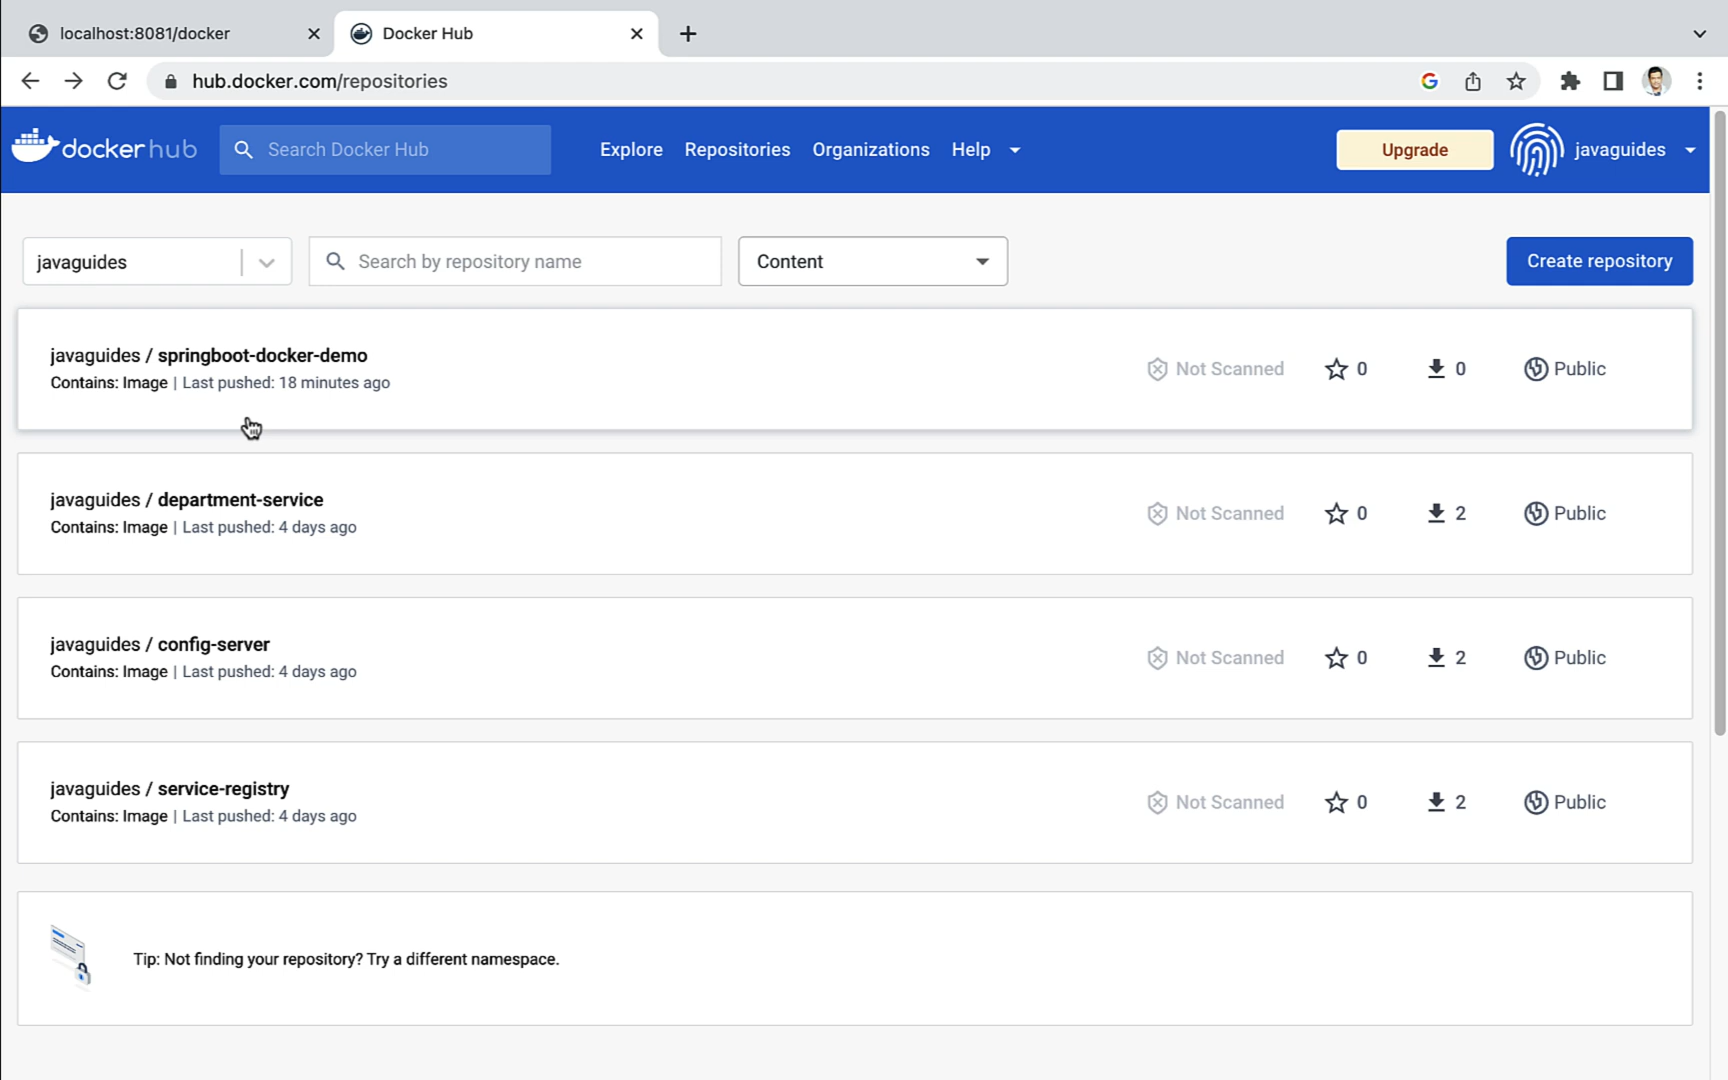 localhost:8081/docker
Docker Hub
hub.docker.com/repositories
dockerhub
Search Docker Hub
Explore
Repositories
Organizations
Help
Upgrade
javaguides
javaguides
Search by repository name
Content
Create repository
javaguides / springboot-docker-demo
Contains: Image | Last pushed: 18 minutes ago
Not Scanned
0
0
Public
javaguides / department-service
Contains: Image | Last pushed: 4 days ago
Not Scanned
0
2
Public
javaguides / config-server
Contains: Image | Last pushed: 4 days ago
Not Scanned
0
2
Public
javaguides / service-registry
Contains: Image | Last pushed: 4 days ago
Not Scanned
0
2
Public
Tip: Not finding your repository? Try a different namespace.